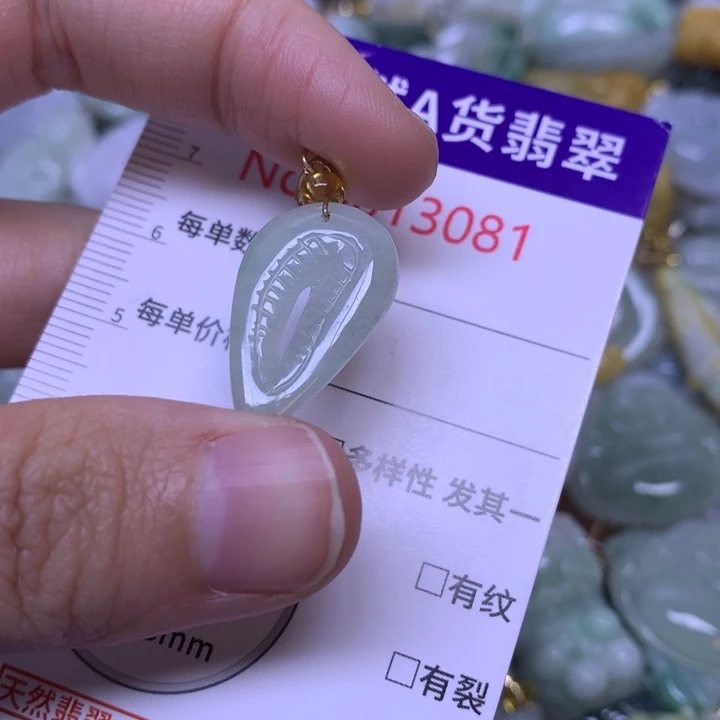 A货翡翠
No 13081
7
6 每单数
5 每单价
多样性 发其一
□有纹
mm
□有裂
天然翡翠